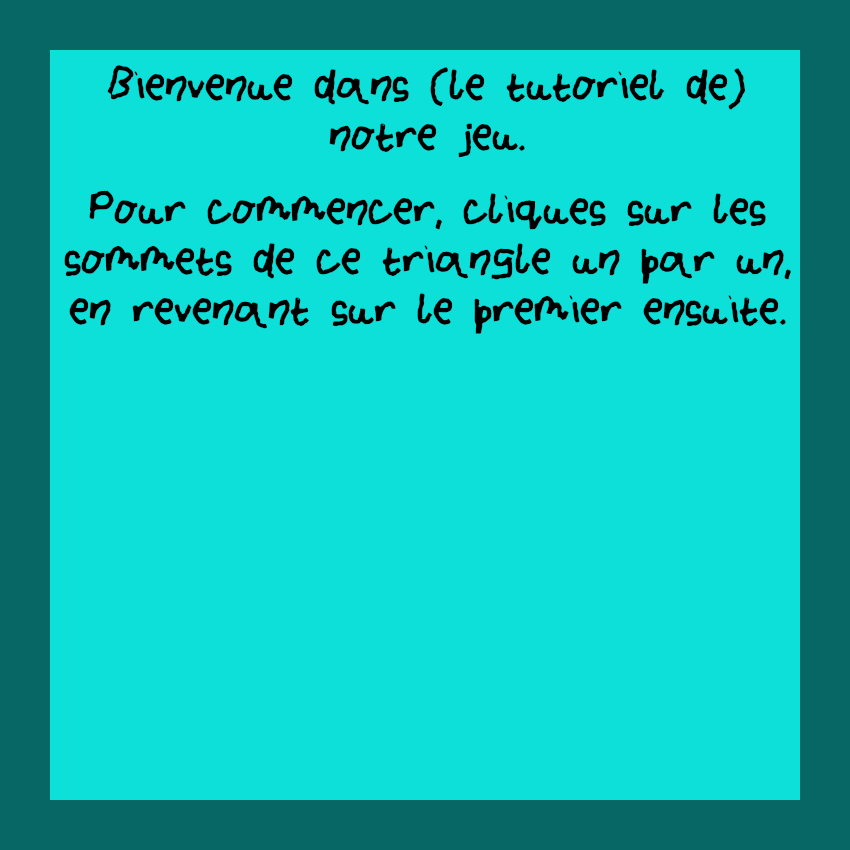 Bienvenue dans (le tutoriel de)
notre jeu.
Pour commencer, cliques sur les
sommets de ce triangle un par un,
en revenant sur le premier ensuite.